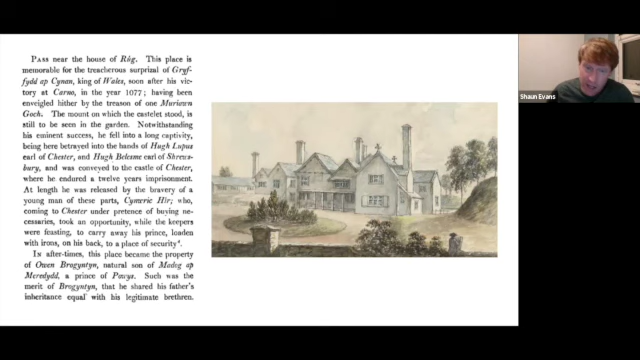 PASS near the house of Rûg. This place is
memorable for the treacherous surprizal of Gryf-
fydd ap Cynan, king of Wales, soon after his vic-
tory at Carno, in the year 1077; having been
enveigled hither by the treason of one Muriawn
Goch. The mount on which the castelet stood, is
still to be seen in the garden. Notwithstanding
his eminent success, he fell into a long captivity,
being here betrayed into the hands of Hugh Lupus
earl of Chester, and Hugh Belesme earl of Shrews-
bury, and was conveyed to the castle of Chester,
where he endured a twelve years imprisonment.
At length he was released by the bravery of a
young man of these parts, Cymeric Hir; who,
coming to Chester under pretence of buying ne-
cessaries, took an opportunity, while the keepers
were feasting, to carry away his prince, loaden
with irons, on his back, to a place of security.
IN after-times, this place became the property
of Owen Brogyntyn, natural son of Madog ap
Meredydd, a prince of Powys. Such was the
merit of Brogyntyn, that he shared his father's
inheritance equal with his legitimate brethren.
Shaun Evans